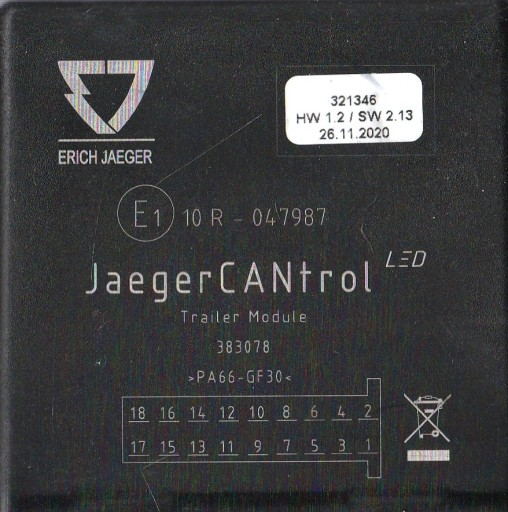 321346
HW 1.2 / SW 2.13
26.11.2020
ERICH JAEGER
E1 10 R - 047987
JaegerCANtrol LED
Trailer Module
383078
>PA66-GF30<
18 16 14 12 10 8 6 4 2
17 15 13 11 9 7 5 3 1